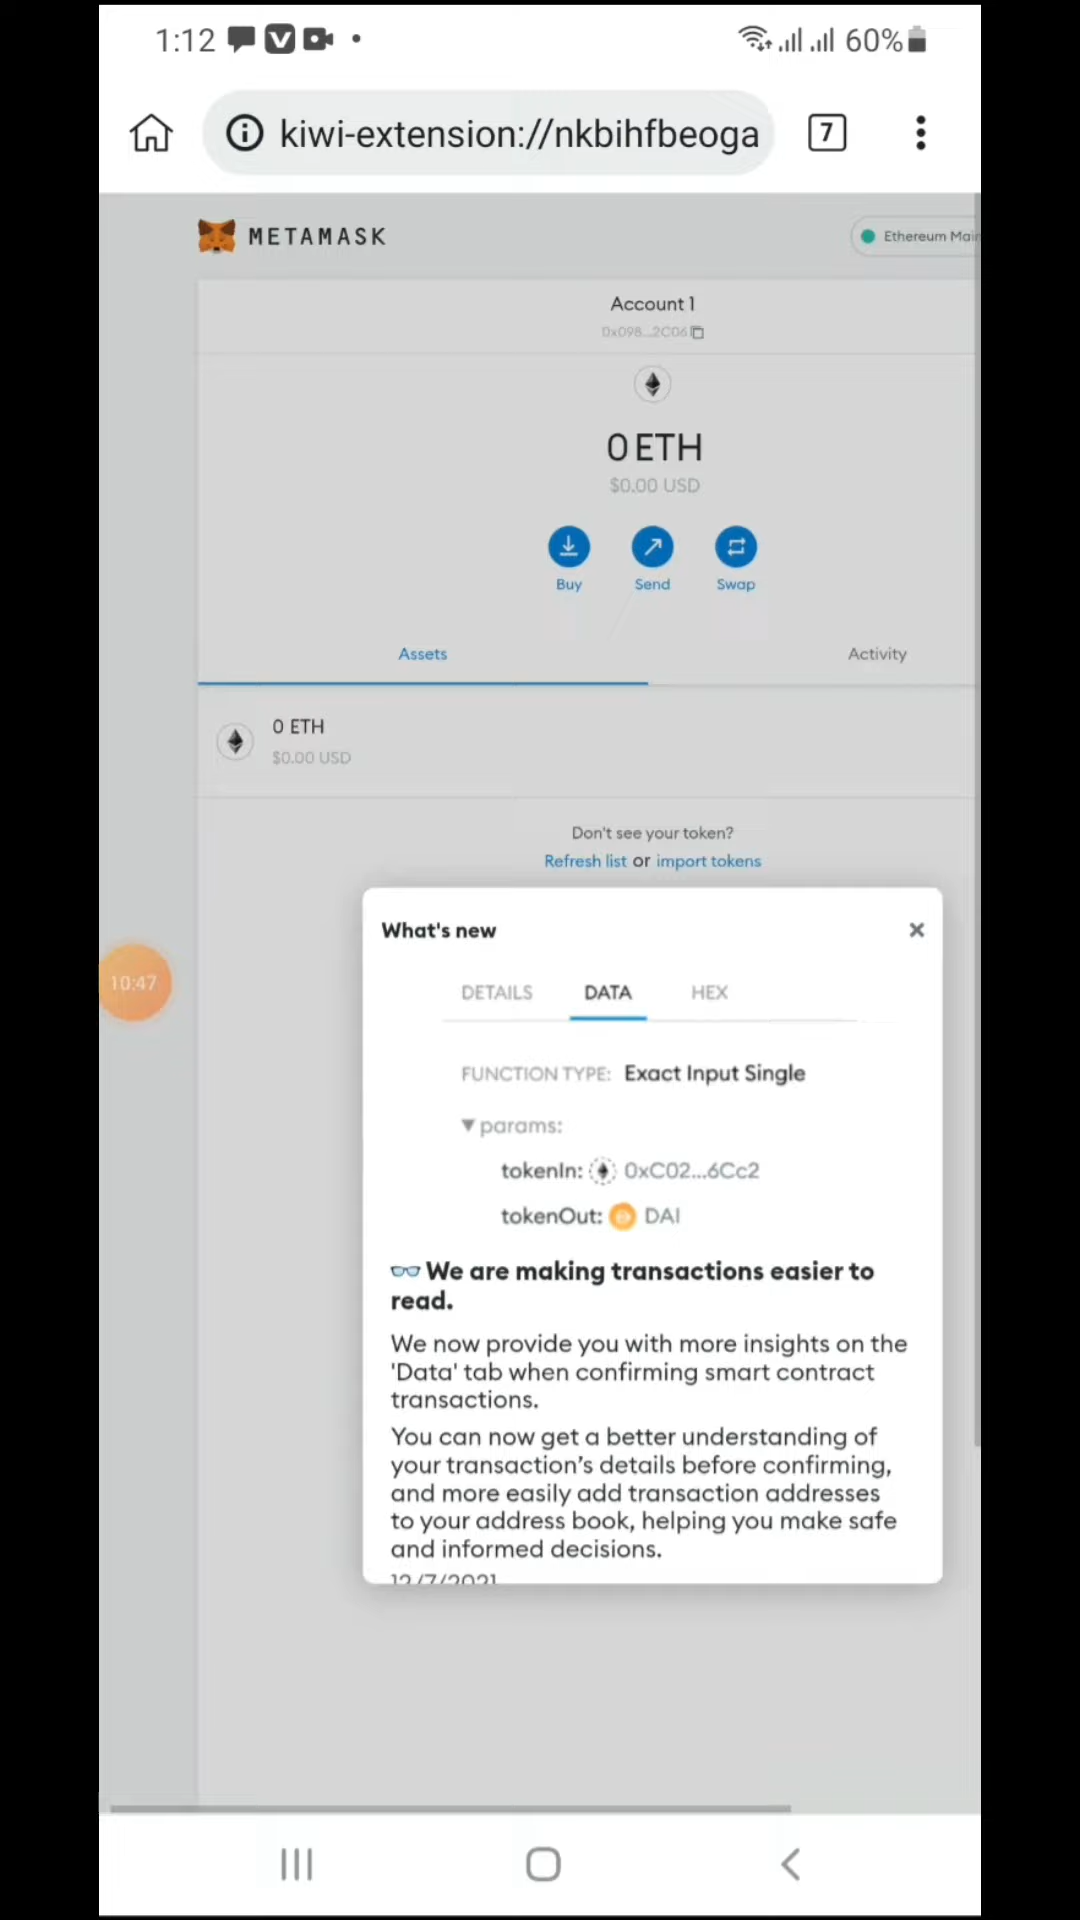 1:12
60%
kiwi-extension://nkbihfbeoga
7
METAMASK
Ethereum Main
Account 1
0x098...2C06
0 ETH
$0.00 USD
Buy
Send
Swap
Assets
Activity
0 ETH
$0.00 USD
Don't see your token?
Refresh list or import tokens
What's new
10:47
DETAILS
DATA
HEX
FUNCTION TYPE: Exact Input Single
▼ params:
tokenIn: 0xC02...6Cc2
tokenOut: DAI
👓 We are making transactions easier to
read.
We now provide you with more insights on the
'Data' tab when confirming smart contract
transactions.
You can now get a better understanding of
your transaction’s details before confirming,
and more easily add transaction addresses
to your address book, helping you make safe
and informed decisions.
12/7/2021